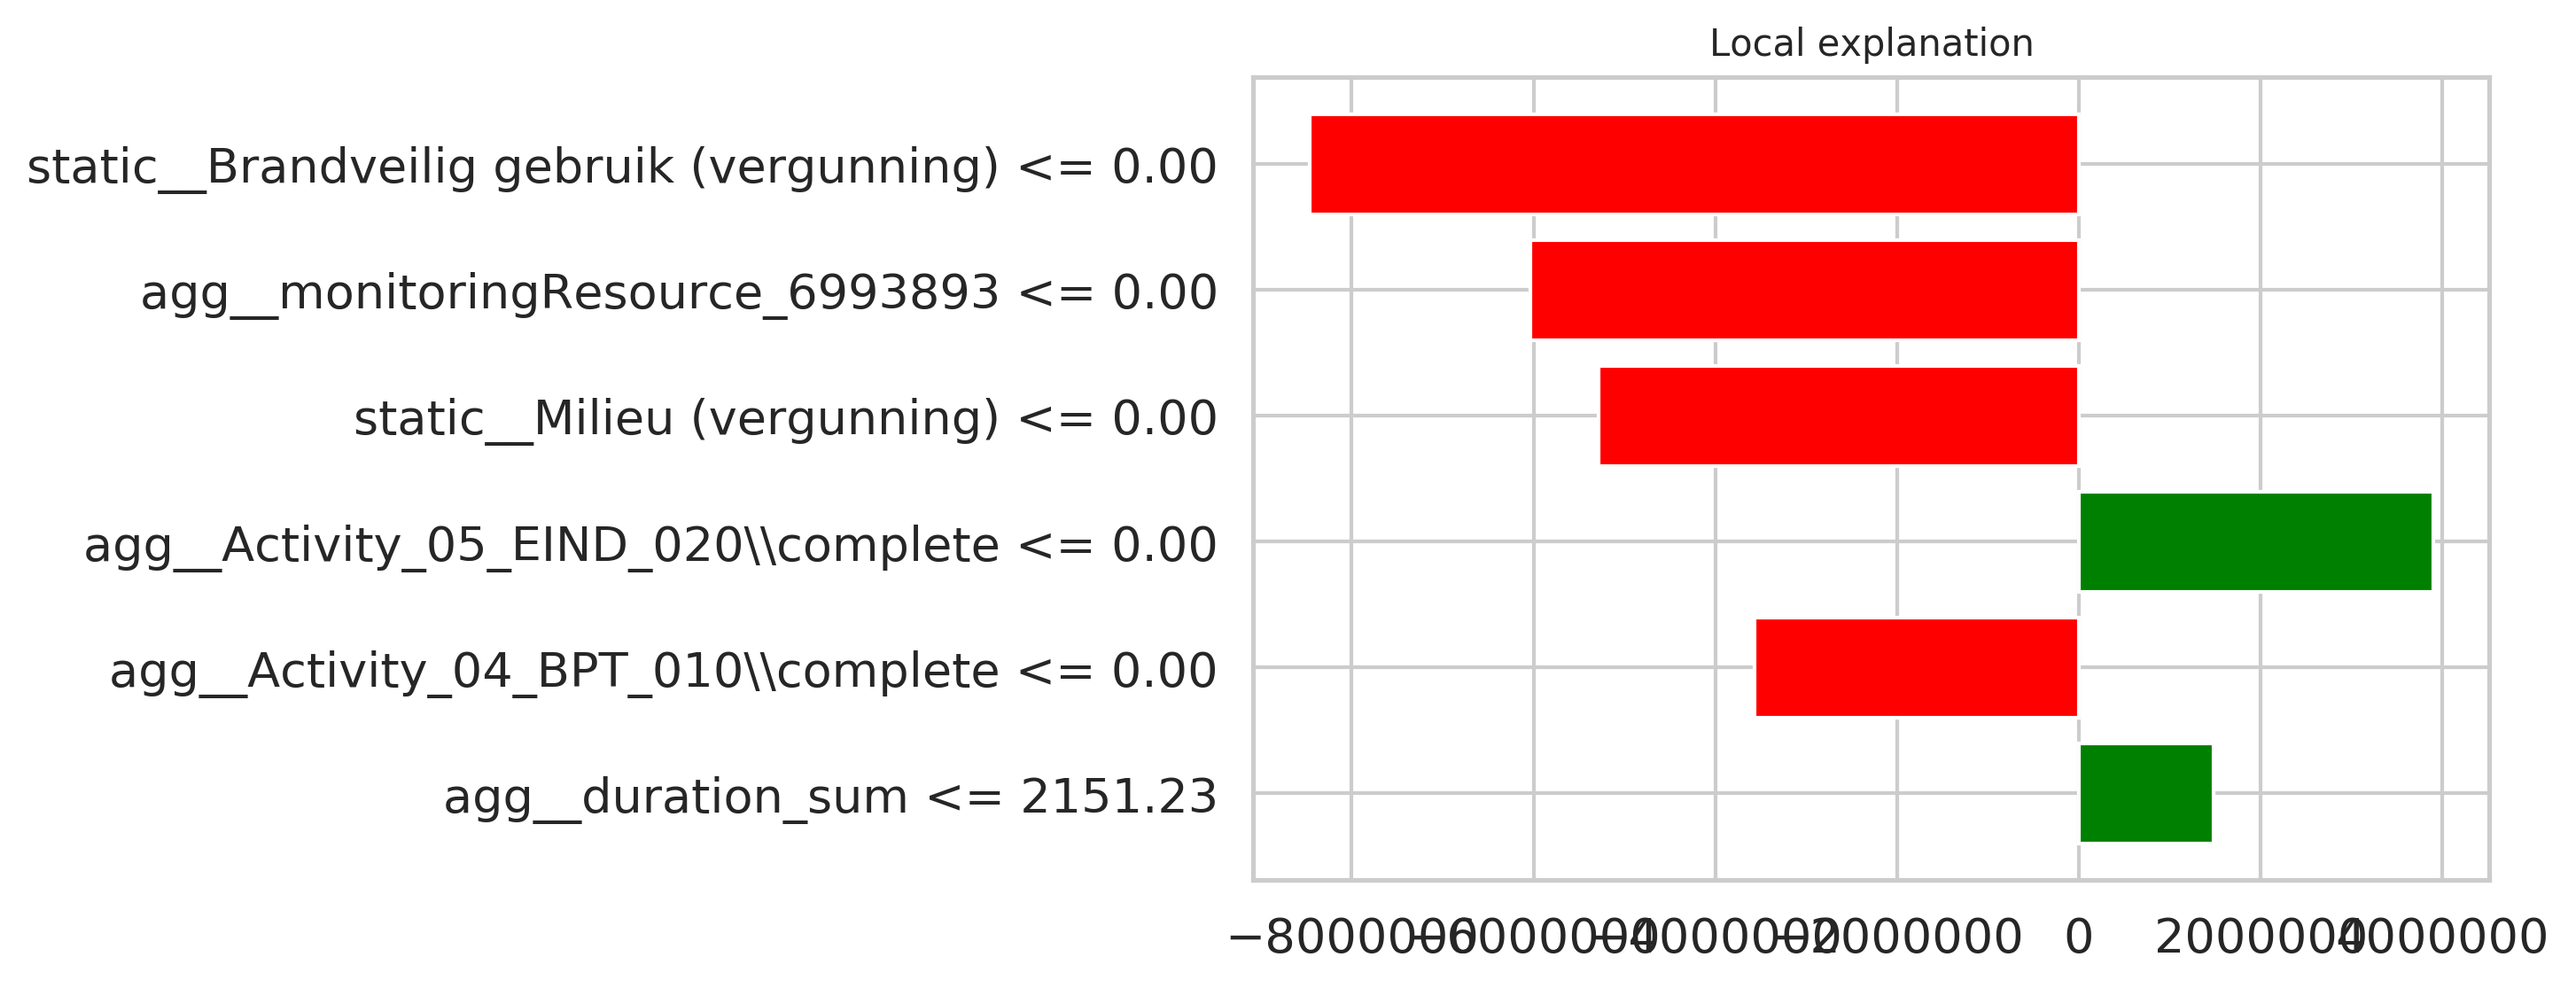 Local explanation
static__Brandveilig gebruik (vergunning) <= 0.00
agg__monitoringResource_6993893 <= 0.00
static__Milieu (vergunning) <= 0.00
agg__Activity_05_EIND_020\\complete <= 0.00
agg__Activity_04_BPT_010\\complete <= 0.00
agg__duration_sum <= 2151.23
−8000000 −6000000 −4000000 −2000000 0 2000000 4000000